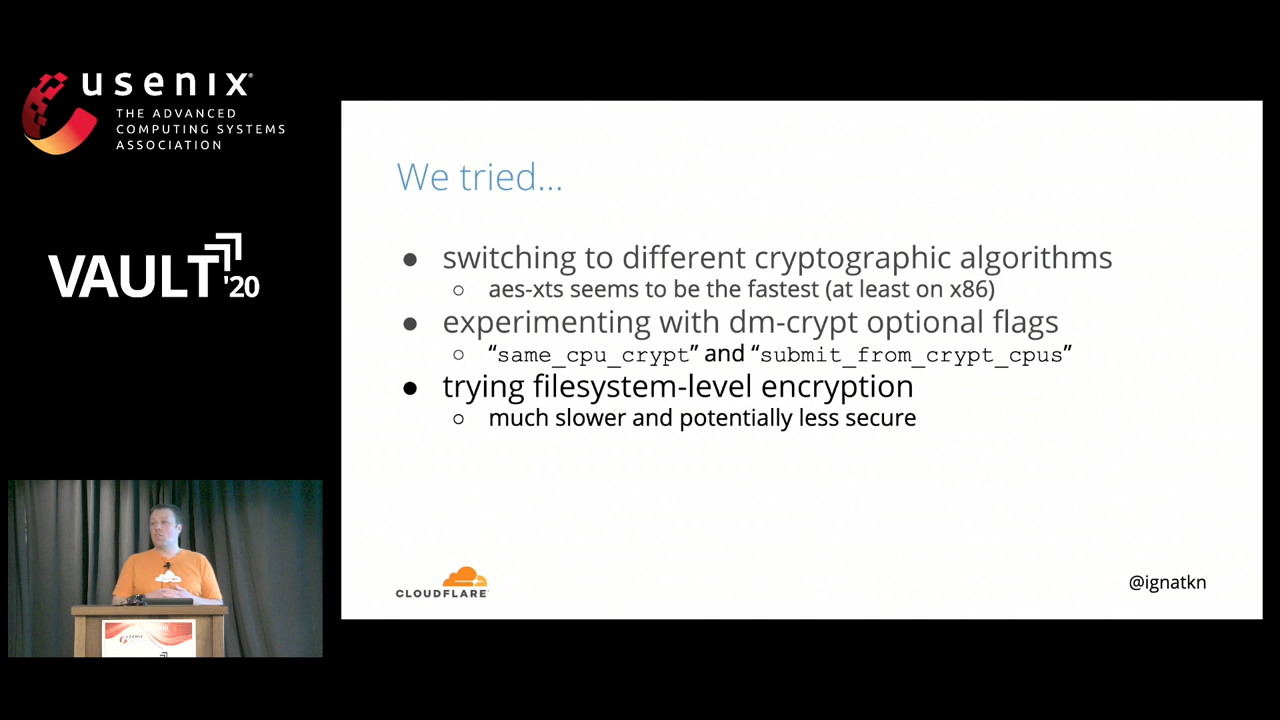 usenix
THE ADVANCED
COMPUTING SYSTEMS
ASSOCIATION
VAULT '20
We tried...
● switching to different cryptographic algorithms
○ aes-xts seems to be the fastest (at least on x86)
● experimenting with dm-crypt optional flags
○ “same_cpu_crypt” and “submit_from_crypt_cpus”
● trying filesystem-level encryption
○ much slower and potentially less secure
CLOUDFLARE
@ignatkn
usenix